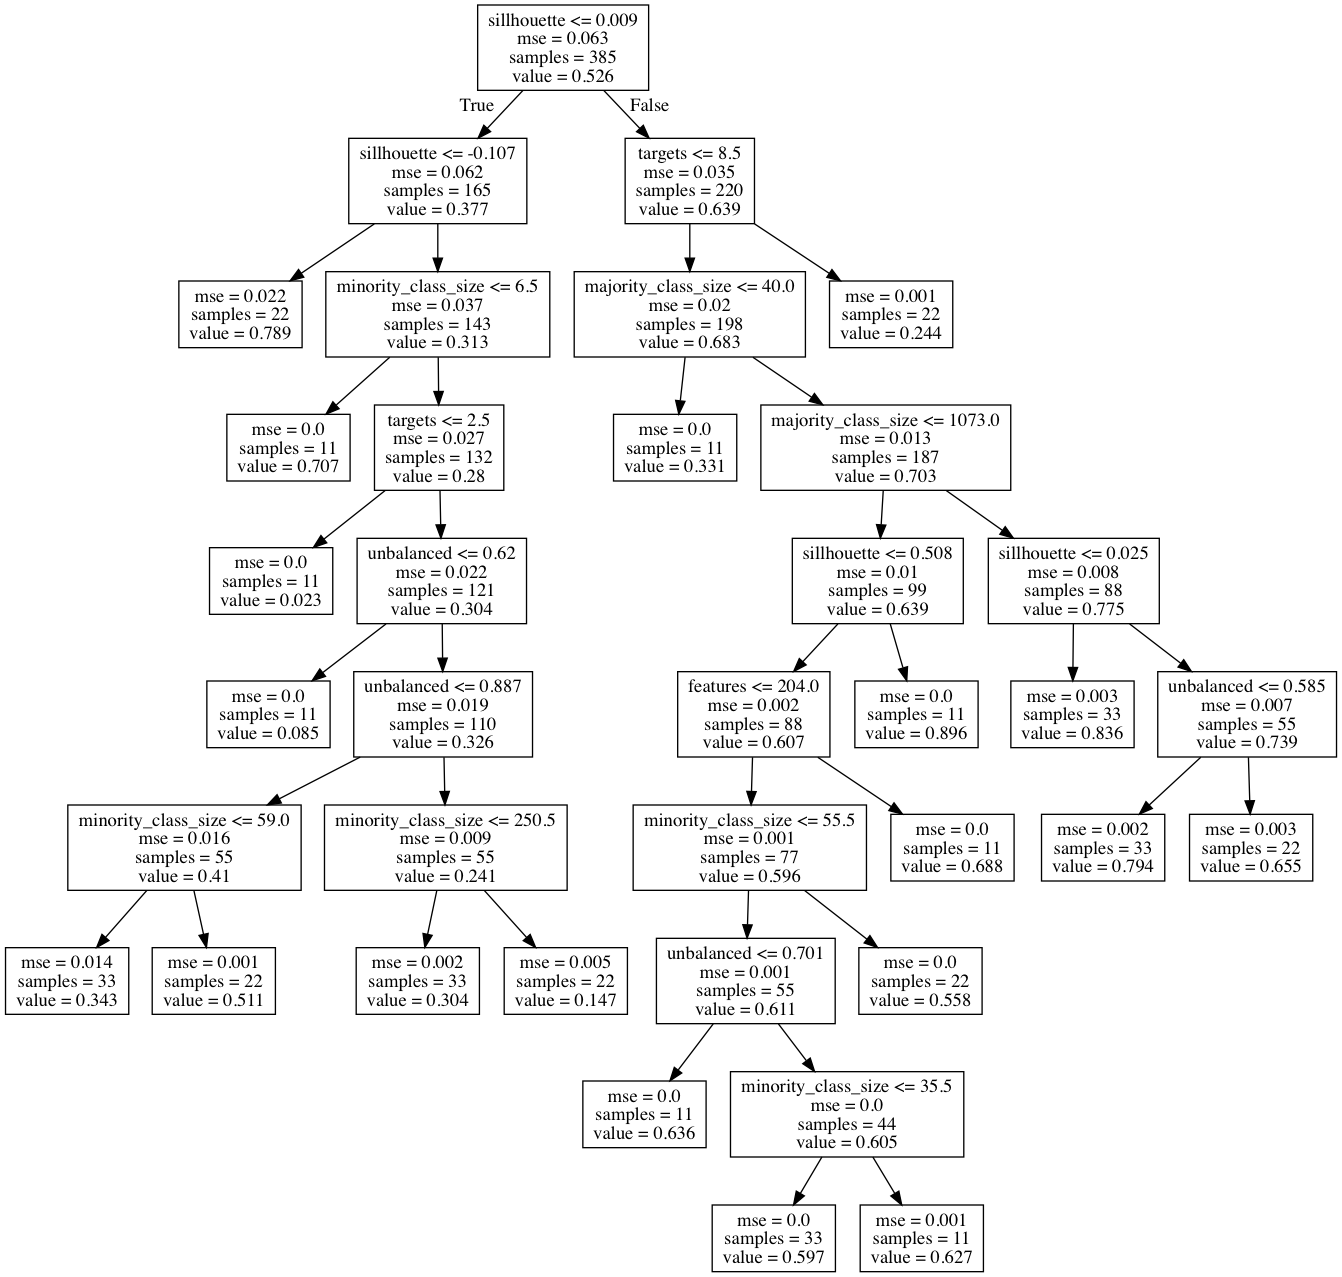 sillhouette <= 0.009
mse = 0.063
samples = 385
value = 0.526
True
False
sillhouette <= -0.107
mse = 0.062
samples = 165
value = 0.377
targets <= 8.5
mse = 0.035
samples = 220
value = 0.639
mse = 0.022
samples = 22
value = 0.789
minority_class_size <= 6.5
mse = 0.037
samples = 143
value = 0.313
majority_class_size <= 40.0
mse = 0.02
samples = 198
value = 0.683
mse = 0.001
samples = 22
value = 0.244
mse = 0.0
samples = 11
value = 0.707
targets <= 2.5
mse = 0.027
samples = 132
value = 0.28
mse = 0.0
samples = 11
value = 0.331
majority_class_size <= 1073.0
mse = 0.013
samples = 187
value = 0.703
mse = 0.0
samples = 11
value = 0.023
unbalanced <= 0.62
mse = 0.022
samples = 121
value = 0.304
sillhouette <= 0.508
mse = 0.01
samples = 99
value = 0.639
sillhouette <= 0.025
mse = 0.008
samples = 88
value = 0.775
mse = 0.0
samples = 11
value = 0.085
unbalanced <= 0.887
mse = 0.019
samples = 110
value = 0.326
features <= 204.0
mse = 0.002
samples = 88
value = 0.607
mse = 0.0
samples = 11
value = 0.896
mse = 0.003
samples = 33
value = 0.836
unbalanced <= 0.585
mse = 0.007
samples = 55
value = 0.739
minority_class_size <= 59.0
mse = 0.016
samples = 55
value = 0.41
minority_class_size <= 250.5
mse = 0.009
samples = 55
value = 0.241
minority_class_size <= 55.5
mse = 0.001
samples = 77
value = 0.596
mse = 0.0
samples = 11
value = 0.688
mse = 0.002
samples = 33
value = 0.794
mse = 0.003
samples = 22
value = 0.655
mse = 0.014
samples = 33
value = 0.343
mse = 0.001
samples = 22
value = 0.511
mse = 0.002
samples = 33
value = 0.304
mse = 0.005
samples = 22
value = 0.147
unbalanced <= 0.701
mse = 0.001
samples = 55
value = 0.611
mse = 0.0
samples = 22
value = 0.558
mse = 0.0
samples = 11
value = 0.636
minority_class_size <= 35.5
mse = 0.0
samples = 44
value = 0.605
mse = 0.0
samples = 33
value = 0.597
mse = 0.001
samples = 11
value = 0.627